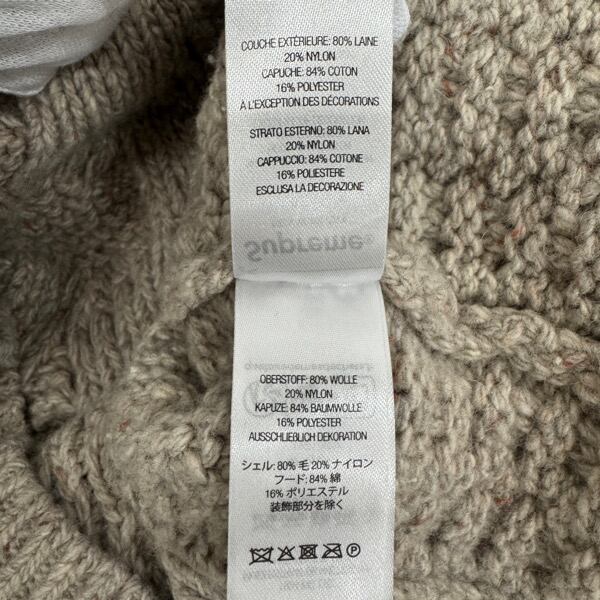 COUCHE EXTÉRIEURE: 80% LAINE
20% NYLON
CAPUCHE: 84% COTON
16% POLYESTER
À L'EXCEPTION DES DÉCORATIONS
STRATO ESTERNO: 80% LANA
20% NYLON
CAPPUCCIO: 84% COTONE
16% POLIESTERE
ESCLUSA LA DECORAZIONE
Supreme
OBERSTOFF: 80% WOLLE
20% NYLON
KAPUZE: 84% BAUMWOLLE
16% POLYESTER
AUSSCHLIEBLICH DEKORATION
シェル: 80% 毛 20% ナイロン
フード: 84% 綿
16% ポリエステル
装飾部分を除く
P